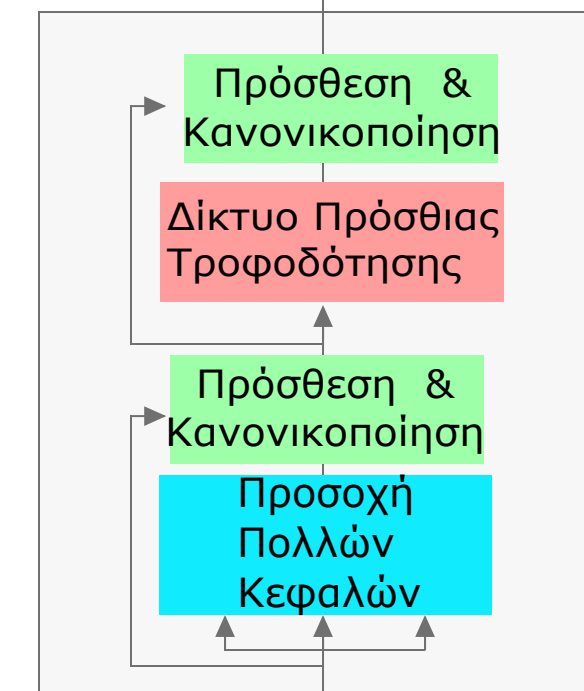 Πρόσθεση &
Κανονικοποίηση
Δίκτυο Πρόσθιας
Τροφοδότησης
Πρόσθεση &
Κανονικοποίηση
Προσοχή
Πολλών
Κεφαλών